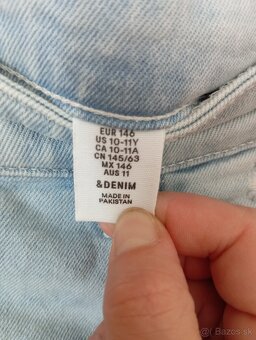 EUR 146
US 10-11Y
CA 10-11A
CN 145/63
MX 146
AUS 11
&DENIM
MADE IN
PAKISTAN
bazos.sk